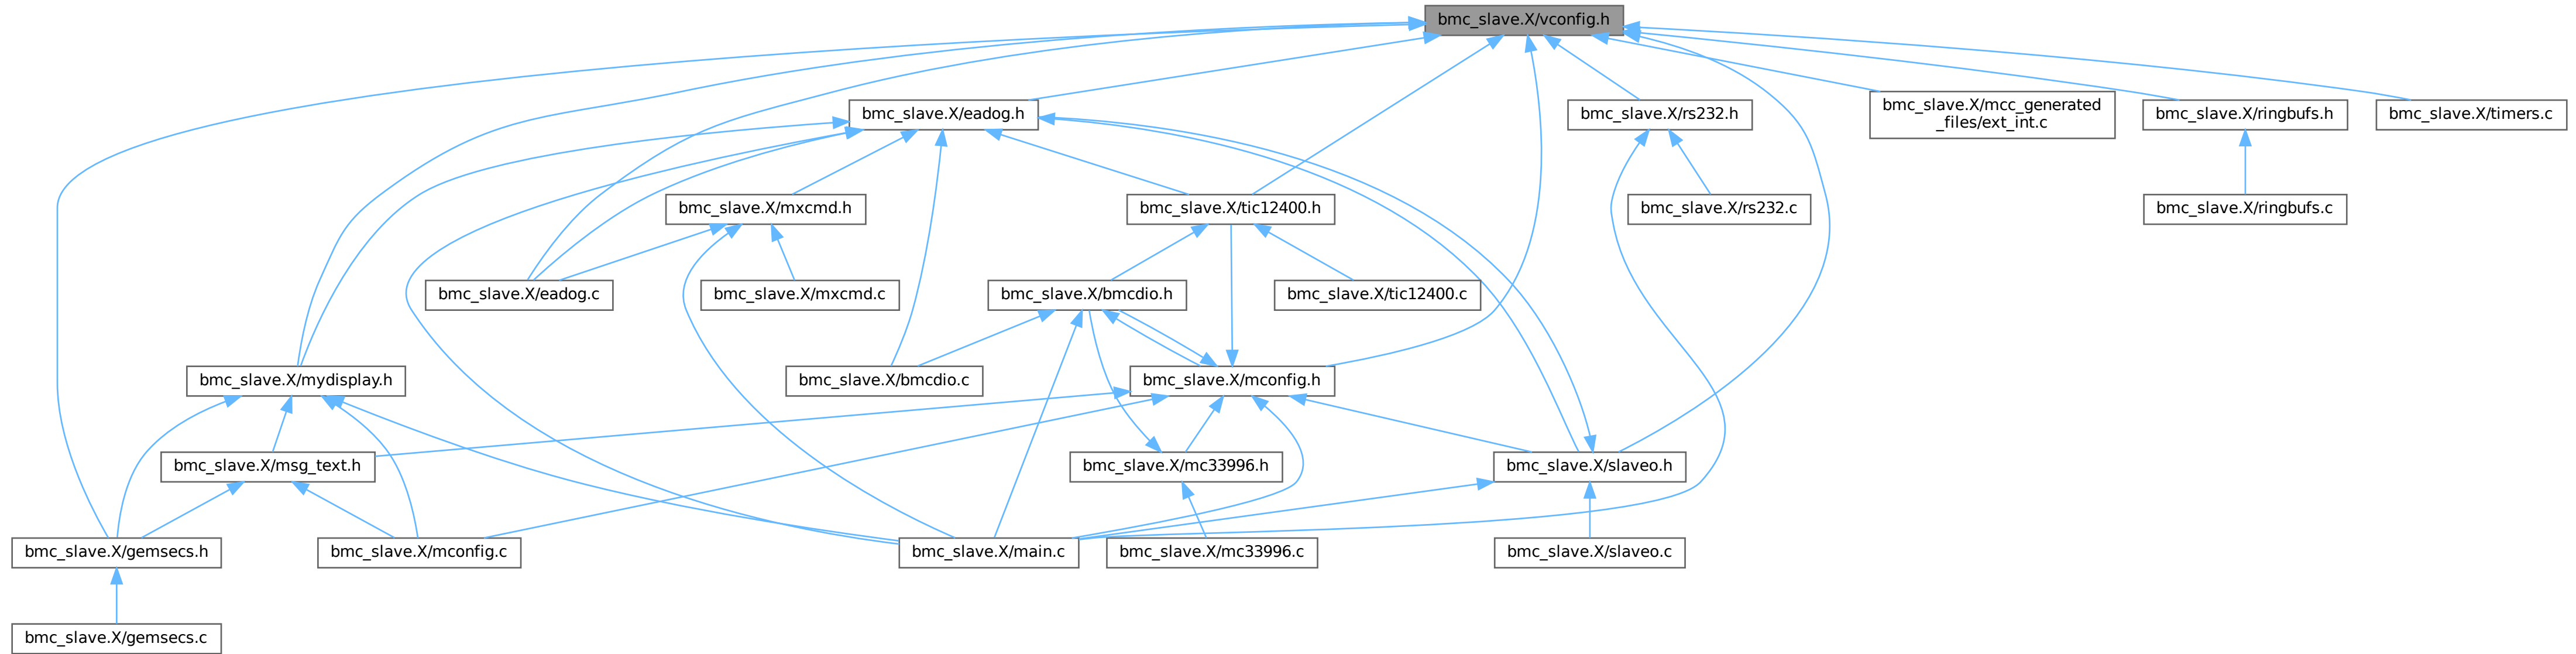 bmc_slave.X/vconfig.h
bmc_slave.X/eadog.h
bmc_slave.X/rs232.h
bmc_slave.X/mcc_generated
_files/ext_int.c
bmc_slave.X/ringbufs.h
bmc_slave.X/timers.c
bmc_slave.X/mxcmd.h
bmc_slave.X/tic12400.h
bmc_slave.X/rs232.c
bmc_slave.X/ringbufs.c
bmc_slave.X/eadog.c
bmc_slave.X/mxcmd.c
bmc_slave.X/bmcdio.h
bmc_slave.X/tic12400.c
bmc_slave.X/mydisplay.h
bmc_slave.X/bmcdio.c
bmc_slave.X/mconfig.h
bmc_slave.X/msg_text.h
bmc_slave.X/mc33996.h
bmc_slave.X/slaveo.h
bmc_slave.X/gemsecs.h
bmc_slave.X/mconfig.c
bmc_slave.X/main.c
bmc_slave.X/mc33996.c
bmc_slave.X/slaveo.c
bmc_slave.X/gemsecs.c